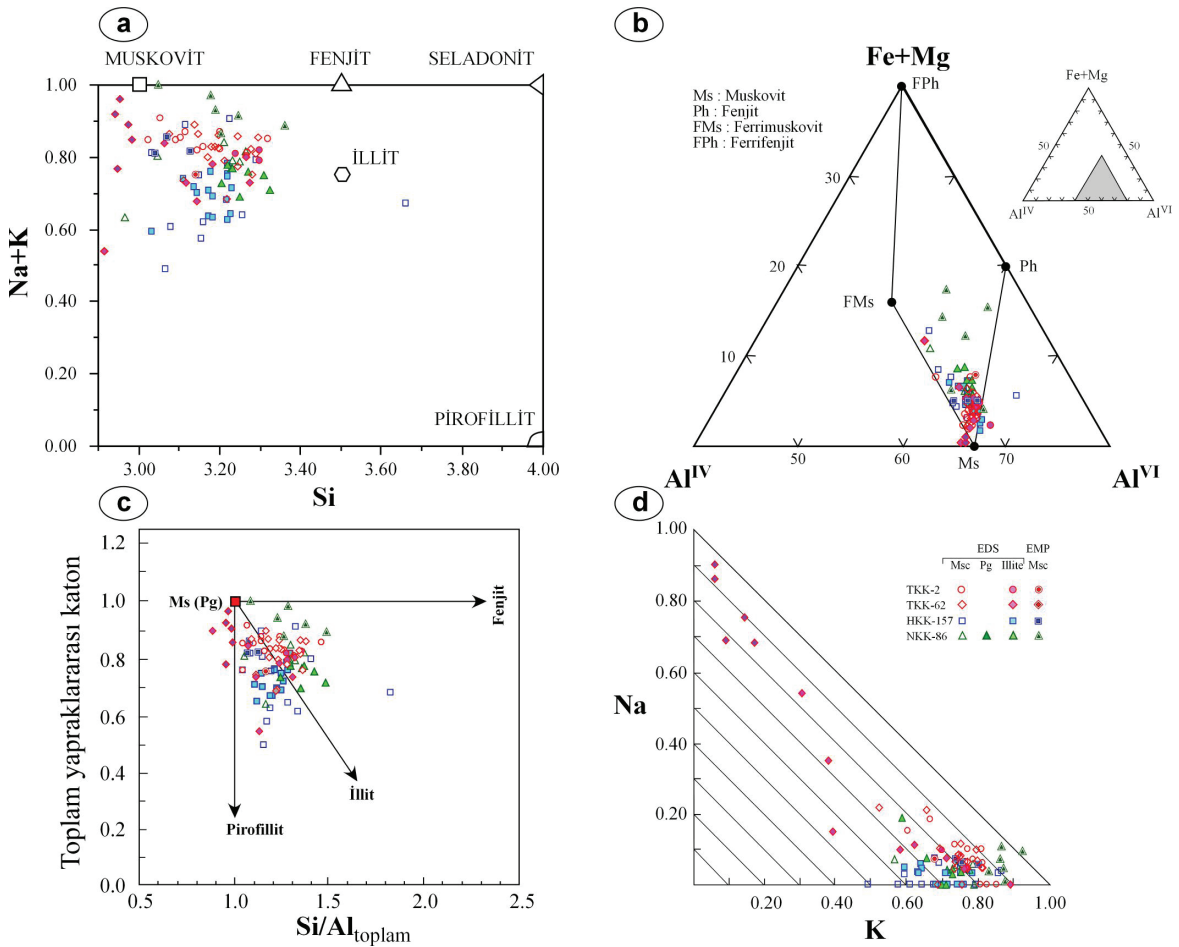 a
MUSKOVİT
FENJİT
SELADONİT
1.00
0.80
0.60
0.40
0.20
0.00
Na+K
İLLİT
PİROFİLLİT
3.00
3.20
3.40
3.60
3.80
4.00
Si
b
Fe+Mg
FPh
Ms : Muskovit
Ph : Fenjit
FMs : Ferrimuskovit
FPh : Ferrifenjit
Fe+Mg
50
50
Al^IV
50
Al^VI
30
20
Ph
FMs
10
50
60
Ms
70
Al^IV
Al^VI
c
1.2
1.0
0.8
0.6
0.4
0.2
0.0
Toplam yapraklararası katon
Ms (Pg)
Fenjit
İllit
Pirofillit
0.5
1.0
1.5
2.0
2.5
Si/Al_toplam
d
1.00
0.80
0.60
0.40
0.20
Na
EDS
EMP
Msc
Pg
Illite
Msc
TKK-2
TKK-62
HKK-157
NKK-86
0.20
0.40
0.60
0.80
1.00
K